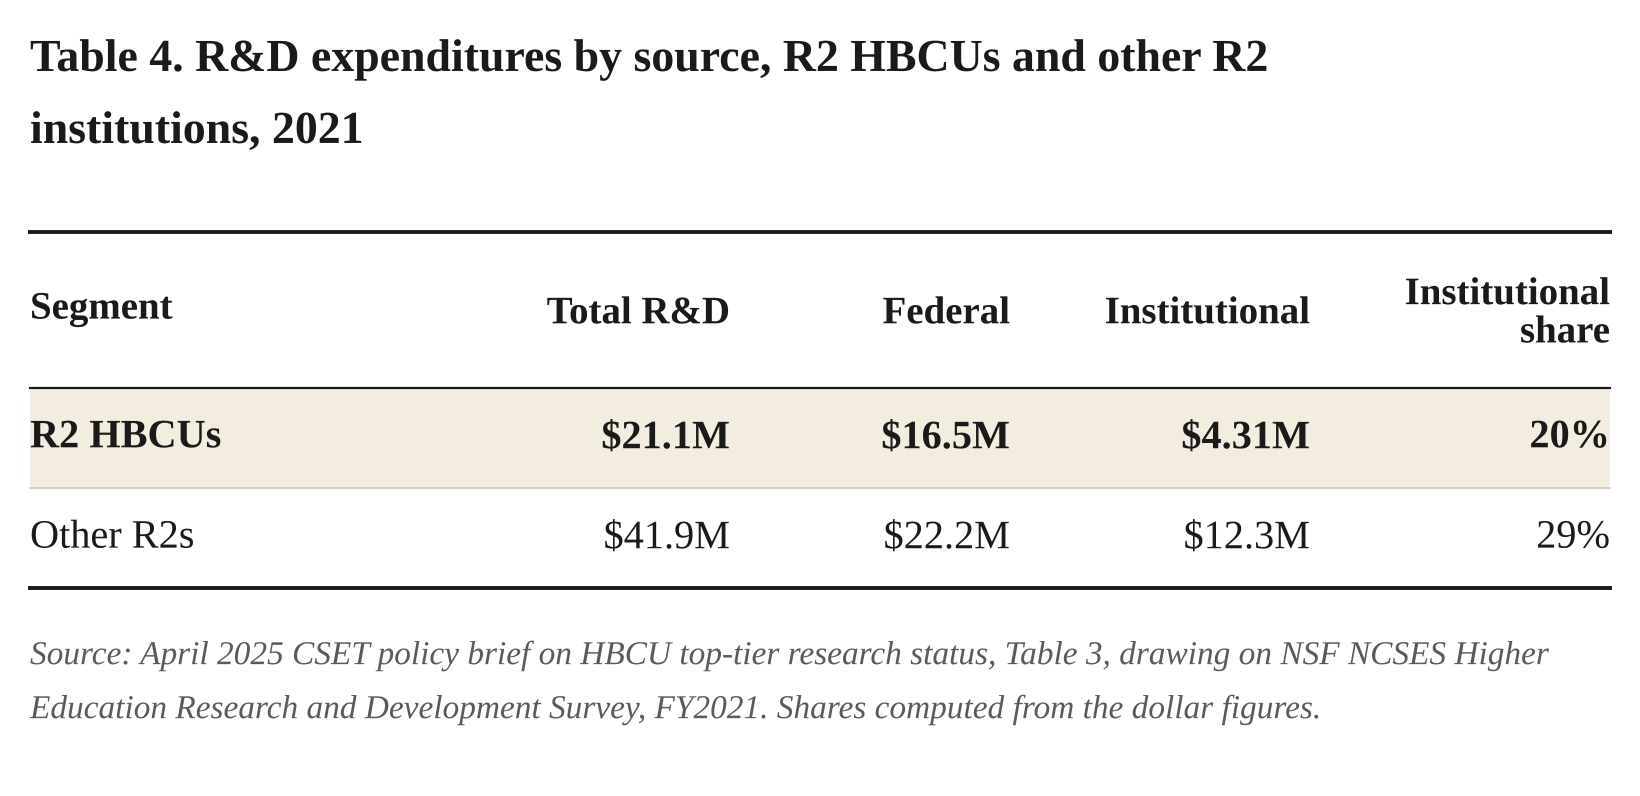 Table 4. R&D expenditures by source, R2 HBCUs and other R2
institutions, 2021
Segment Total R&D Federal Institutional Institutional share
R2 HBCUs $21.1M $16.5M $4.31M 20%
Other R2s $41.9M $22.2M $12.3M 29%
Source: April 2025 CSET policy brief on HBCU top-tier research status, Table 3, drawing on NSF NCSES Higher
Education Research and Development Survey, FY2021. Shares computed from the dollar figures.